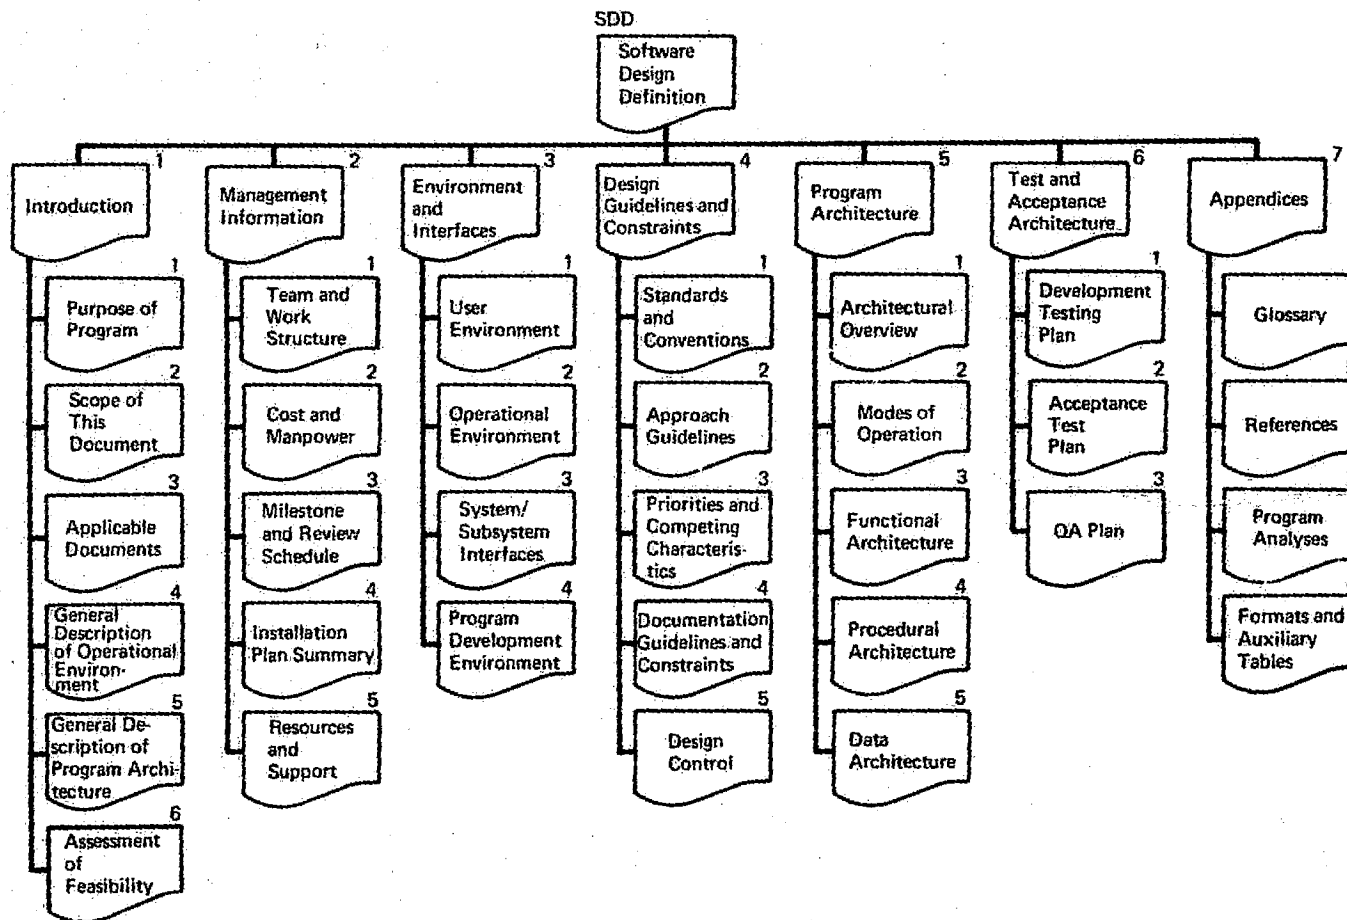 SDD
Software
Design
Definition
1
Introduction
2
Management
Information
3
Environment
and
Interfaces
4
Design
Guidelines and
Constraints
5
Program
Architecture
6
Test and
Acceptance
Architecture
7
Appendices
1
Purpose of
Program
2
Scope of
This
Document
3
Applicable
Documents
4
General
Description
of Operational
Environ-
ment
5
General De-
scription of
Program Archi-
tecture
6
Assessment
of
Feasibility
1
Team and
Work
Structure
2
Cost and
Manpower
3
Milestone
and Review
Schedule
4
Installation
Plan Summary
5
Resources
and
Support
1
User
Environment
2
Operational
Environment
3
System/
Subsystem
Interfaces
4
Program
Development
Environment
1
Standards
and
Conventions
2
Approach
Guidelines
3
Priorities and
Competing
Characteris-
tics
4
Documentation
Guidelines and
Constraints
5
Design
Control
1
Architectural
Overview
2
Modes of
Operation
3
Functional
Architecture
4
Procedural
Architecture
5
Data
Architecture
1
Development
Testing
Plan
2
Acceptance
Test
Plan
3
QA Plan
Glossary
References
Program
Analyses
Formats and
Auxiliary
Tables